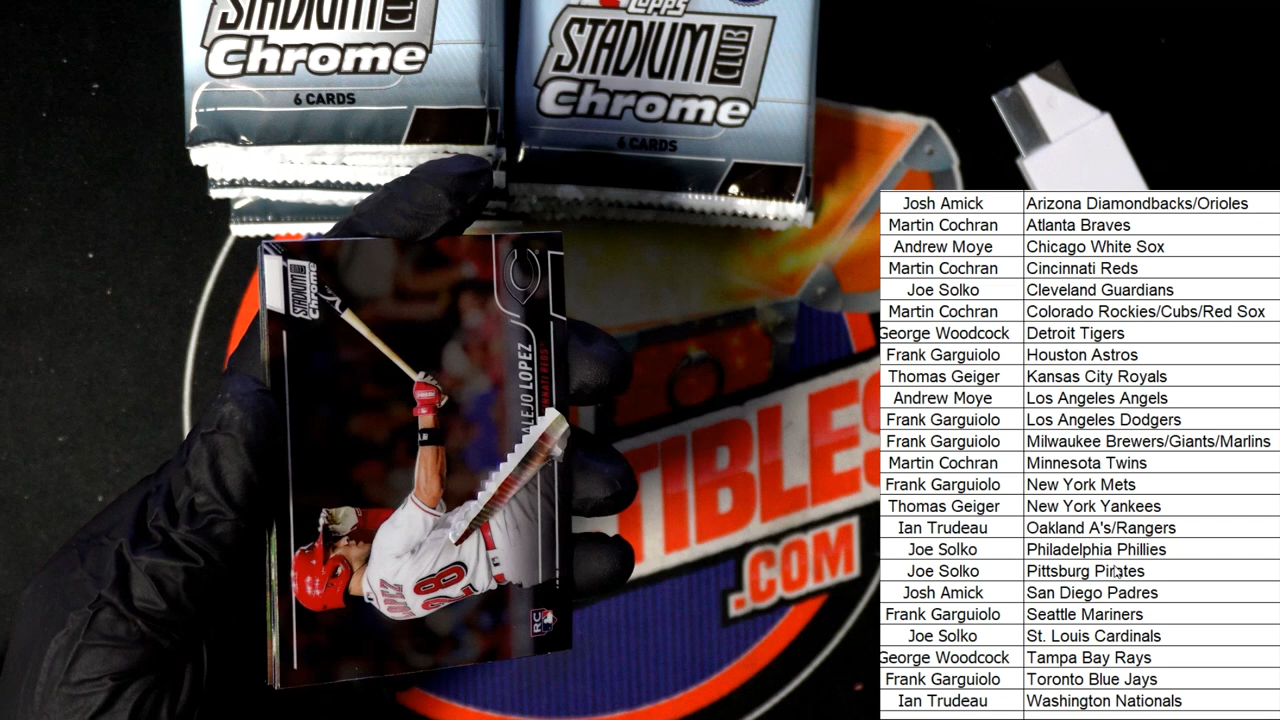 STADIUM CLUB
Chrome
6 CARDS
Topps
STADIUM CLUB
Chrome
6 CARDS
STADIUM CLUB
Chrome
ALEJO LOPEZ
LOPEZ
28
RC
TIBLES
.COM
Josh Amick Arizona Diamondbacks/Orioles
Martin Cochran Atlanta Braves
Andrew Moye Chicago White Sox
Martin Cochran Cincinnati Reds
Joe Solko Cleveland Guardians
Martin Cochran Colorado Rockies/Cubs/Red Sox
George Woodcock Detroit Tigers
Frank Garguiolo Houston Astros
Thomas Geiger Kansas City Royals
Andrew Moye Los Angeles Angels
Frank Garguiolo Los Angeles Dodgers
Frank Garguiolo Milwaukee Brewers/Giants/Marlins
Martin Cochran Minnesota Twins
Frank Garguiolo New York Mets
Thomas Geiger New York Yankees
Ian Trudeau Oakland A's/Rangers
Joe Solko Philadelphia Phillies
Joe Solko Pittsburg Pirates
Josh Amick San Diego Padres
Frank Garguiolo Seattle Mariners
Joe Solko St. Louis Cardinals
George Woodcock Tampa Bay Rays
Frank Garguiolo Toronto Blue Jays
Ian Trudeau Washington Nationals